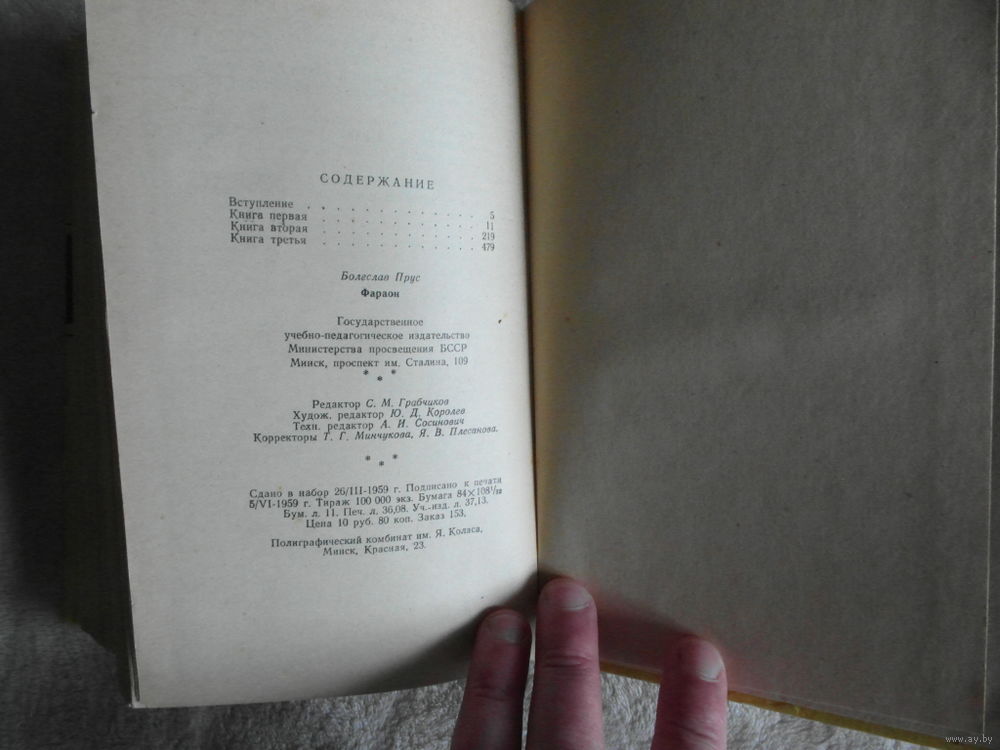 СОДЕРЖАНИЕ
Вступление . . . . . . . . . . . . 5
Книга первая . . . . . . . . . . . 11
Книга вторая . . . . . . . . . . . 219
Книга третья . . . . . . . . . . . 479
Болеслав Прус
Фараон
Государственное
учебно-педагогическое издательство
Министерства просвещения БССР
Минск, проспект им. Сталина, 109
* * *
Редактор С. М. Грабчиков
Худож. редактор Ю. Д. Королев
Техн. редактор А. И. Сосинович
Корректоры Т. Г. Минчукова, Я. В. Плесанова.
* * *
Сдано в набор 26/III-1959 г. Подписано к печати
5/VI-1959 г. Тираж 100 000 экз. Бумага 84×108¹/₃₂
Бум. л. 11. Печ. л. 36,08. Уч.-изд. л. 37,13.
Цена 10 руб. 80 коп. Заказ 153.
Полиграфический комбинат им. Я. Коласа.
Минск, Красная, 23.
www.ay.by